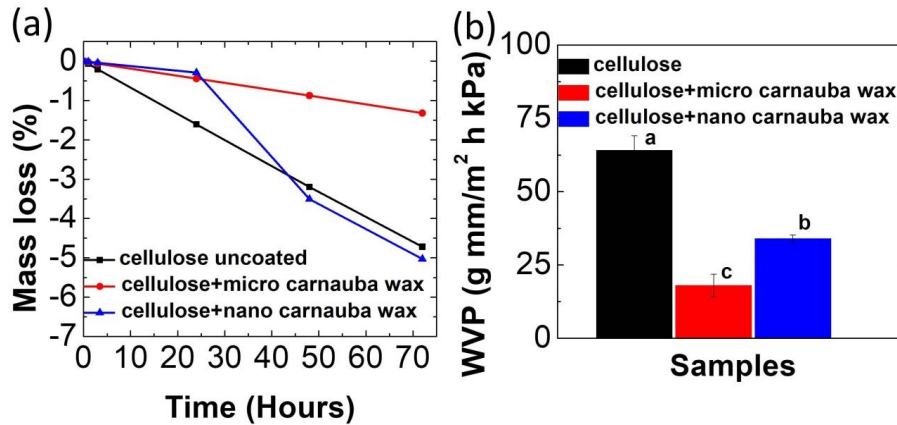 (a)
0
-1
-2
-3
-4
-5
-6
-7
Mass loss (%)
cellulose uncoated
cellulose+micro carnauba wax
cellulose+nano carnauba wax
0 10 20 30 40 50 60 70
Time (Hours)
(b)
100
75
50
25
0
WVP (g mm/m² h kPa)
cellulose
cellulose+micro carnauba wax
cellulose+nano carnauba wax
a
b
c
Samples